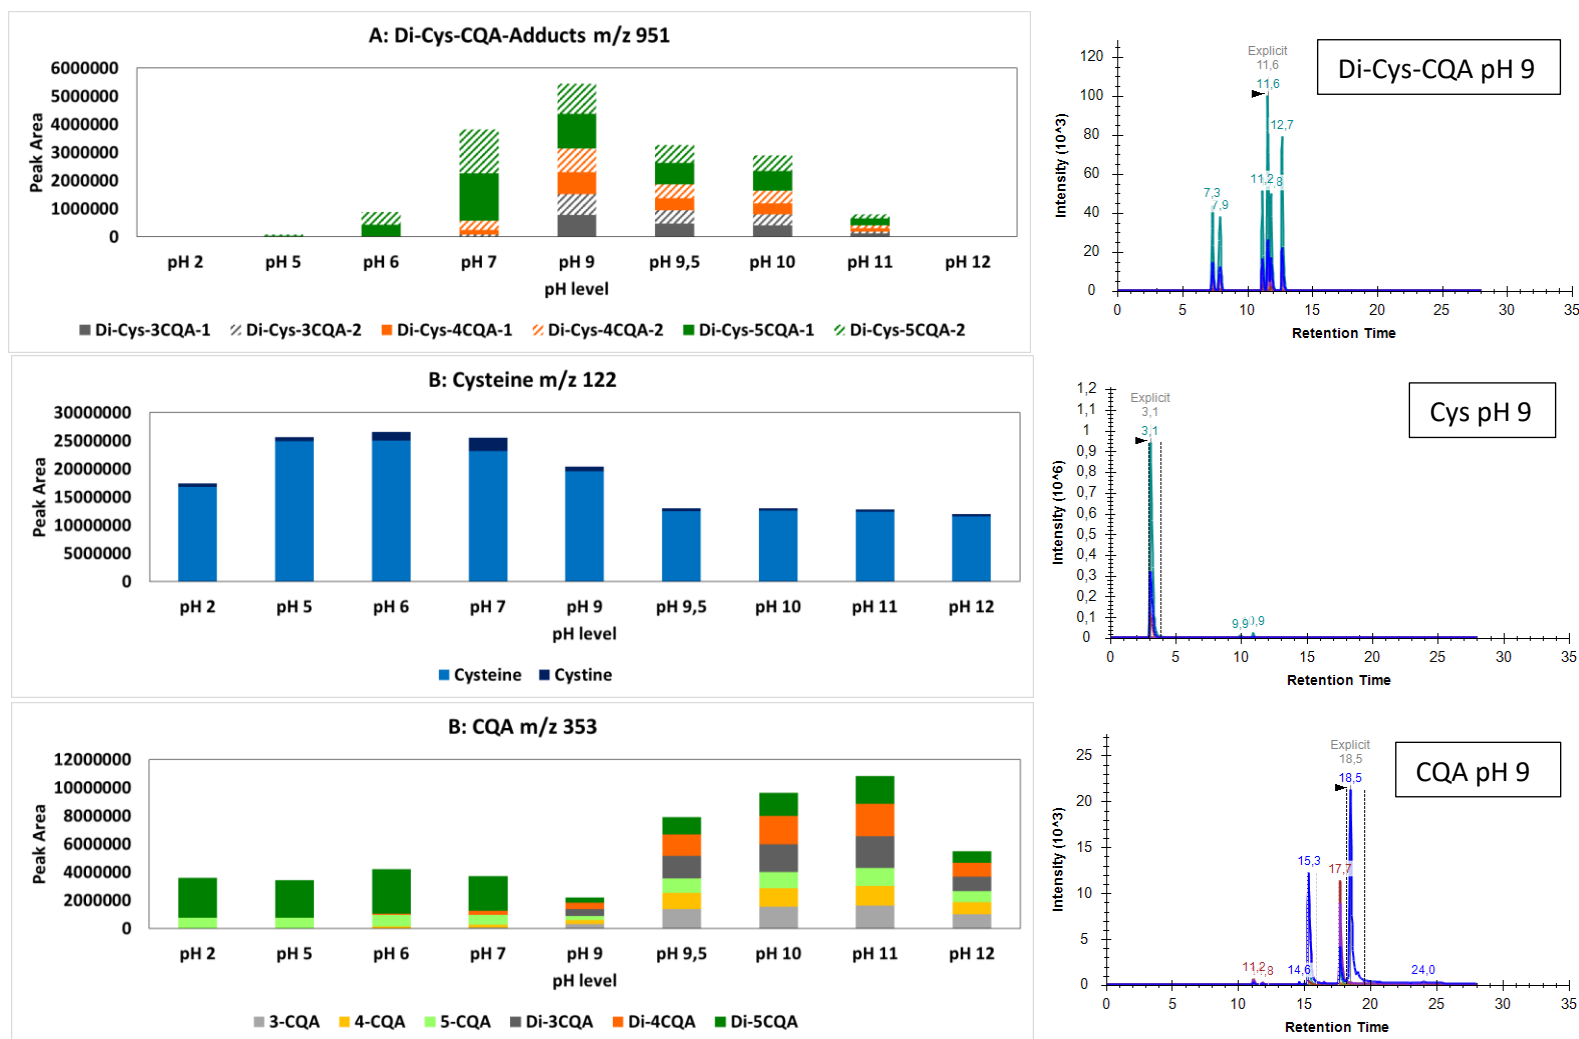 A: Di-Cys-CQA-Adducts m/z 951
6000000
5000000
4000000
3000000
2000000
1000000
0
Peak Area
pH 2 pH 5 pH 6 pH 7 pH 9 pH 9,5 pH 10 pH 11 pH 12
pH level
Di-Cys-3CQA-1 Di-Cys-3CQA-2 Di-Cys-4CQA-1 Di-Cys-4CQA-2 Di-Cys-5CQA-1 Di-Cys-5CQA-2
Di-Cys-CQA pH 9
Explicit
11,6
11,6
12,7
11,2
,8
7,3
7,9
120
100
80
60
40
20
0
Intensity (10^3)
0 5 10 15 20 25 30 35
Retention Time
B: Cysteine m/z 122
30000000
25000000
20000000
15000000
10000000
5000000
0
Peak Area
pH 2 pH 5 pH 6 pH 7 pH 9 pH 9,5 pH 10 pH 11 pH 12
pH level
Cysteine Cystine
Cys pH 9
Explicit
3,1
3,1
9,9
0,9
1,2
1,1
1
0,9
0,8
0,7
0,6
0,5
0,4
0,3
0,2
0,1
0
Intensity (10^6)
0 5 10 15 20 25 30 35
Retention Time
B: CQA m/z 353
12000000
10000000
8000000
6000000
4000000
2000000
0
Peak Area
pH 2 pH 5 pH 6 pH 7 pH 9 pH 9,5 pH 10 pH 11 pH 12
pH level
3-CQA 4-CQA 5-CQA Di-3CQA Di-4CQA Di-5CQA
CQA pH 9
Explicit
18,5
18,5
15,3
17,7
11,2
,8
14,6
24,0
25
20
15
10
5
0
Intensity (10^3)
0 5 10 15 20 25 30 35
Retention Time